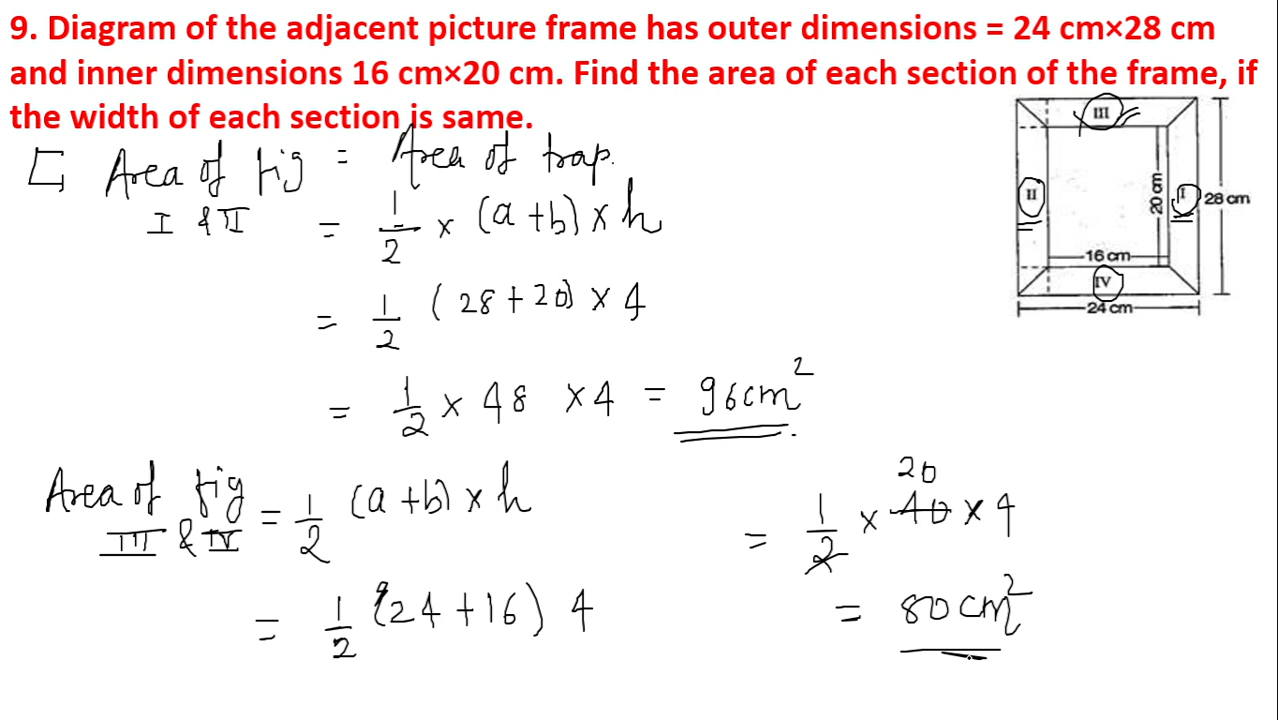 9. Diagram of the adjacent picture frame has outer dimensions = 24 cm×28 cm
and inner dimensions 16 cm×20 cm. Find the area of each section of the frame, if
the width of each section is same.
III
II
20 cm
I
28 cm
16 cm
IV
24 cm
Area of fig = Area of trap.
I & II = 1/2 × (a+b) × h
= 1/2 (28+20) × 4
= 1/2 × 48 × 4 = 96cm²
Area of fig = 1/2 (a+b) × h
III & IV
= 1/2 (24+16) 4
20
= 1/2 × 40 × 4
= 80cm²